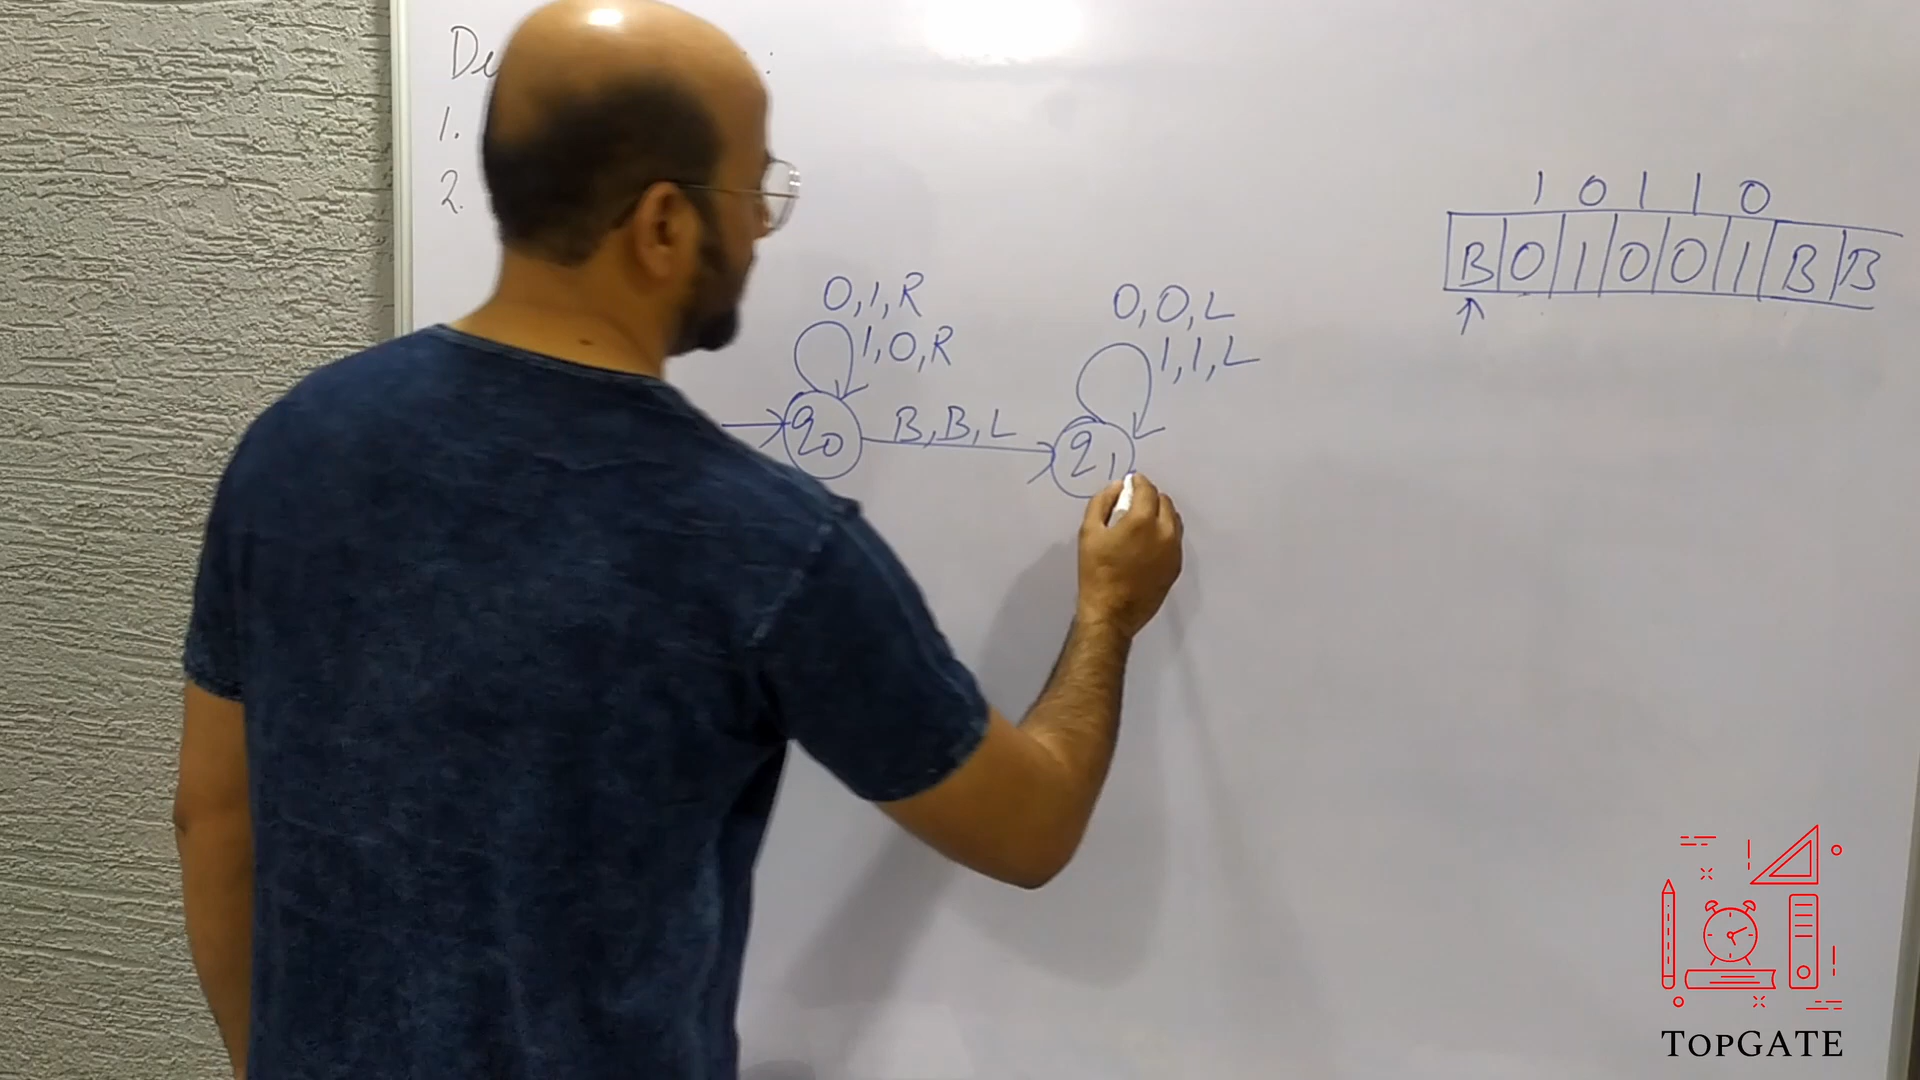 1.
2.
1 0 1 1 0
B 0 1 0 0 1 B B
0,1,R
1,0,R
0,0,L
1,1,L
q0
B,B,L
q1
TOPGATE